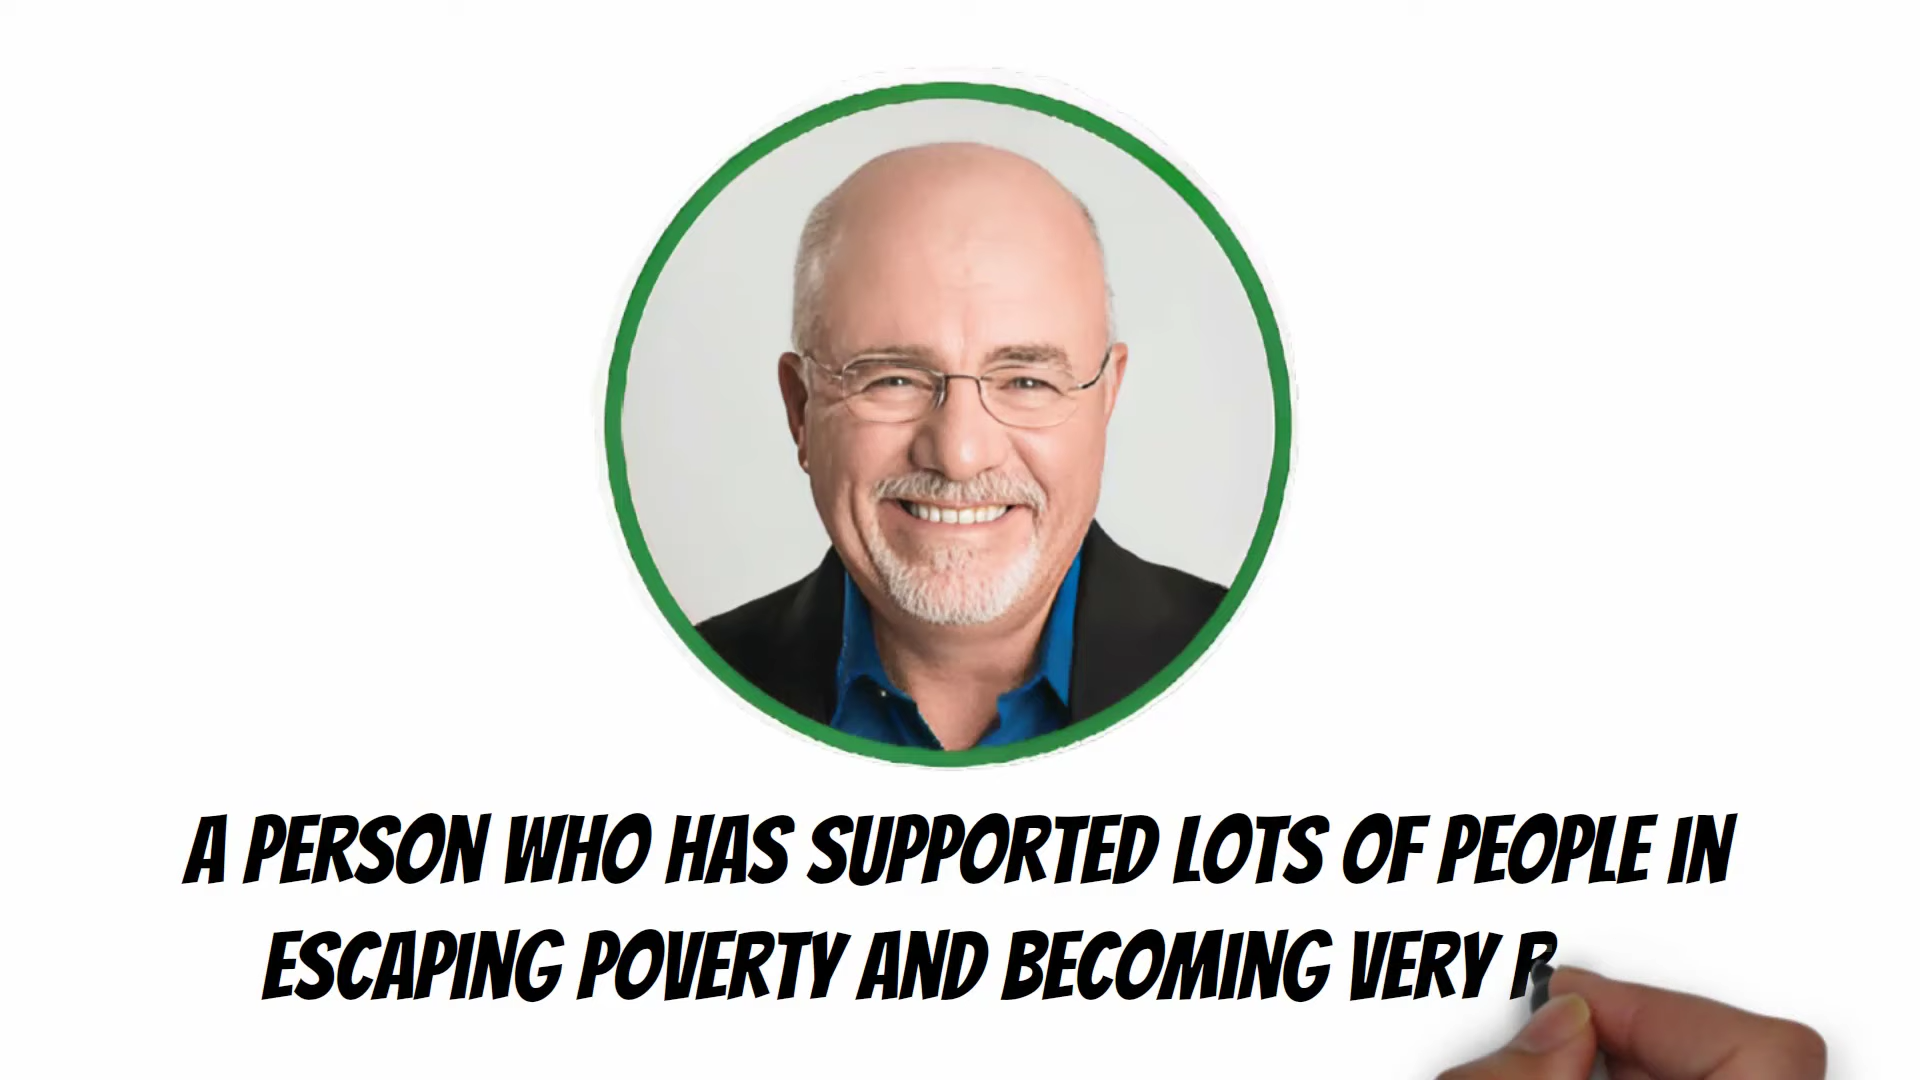 A PERSON WHO HAS SUPPORTED LOTS OF PEOPLE IN
ESCAPING POVERTY AND BECOMING VERY